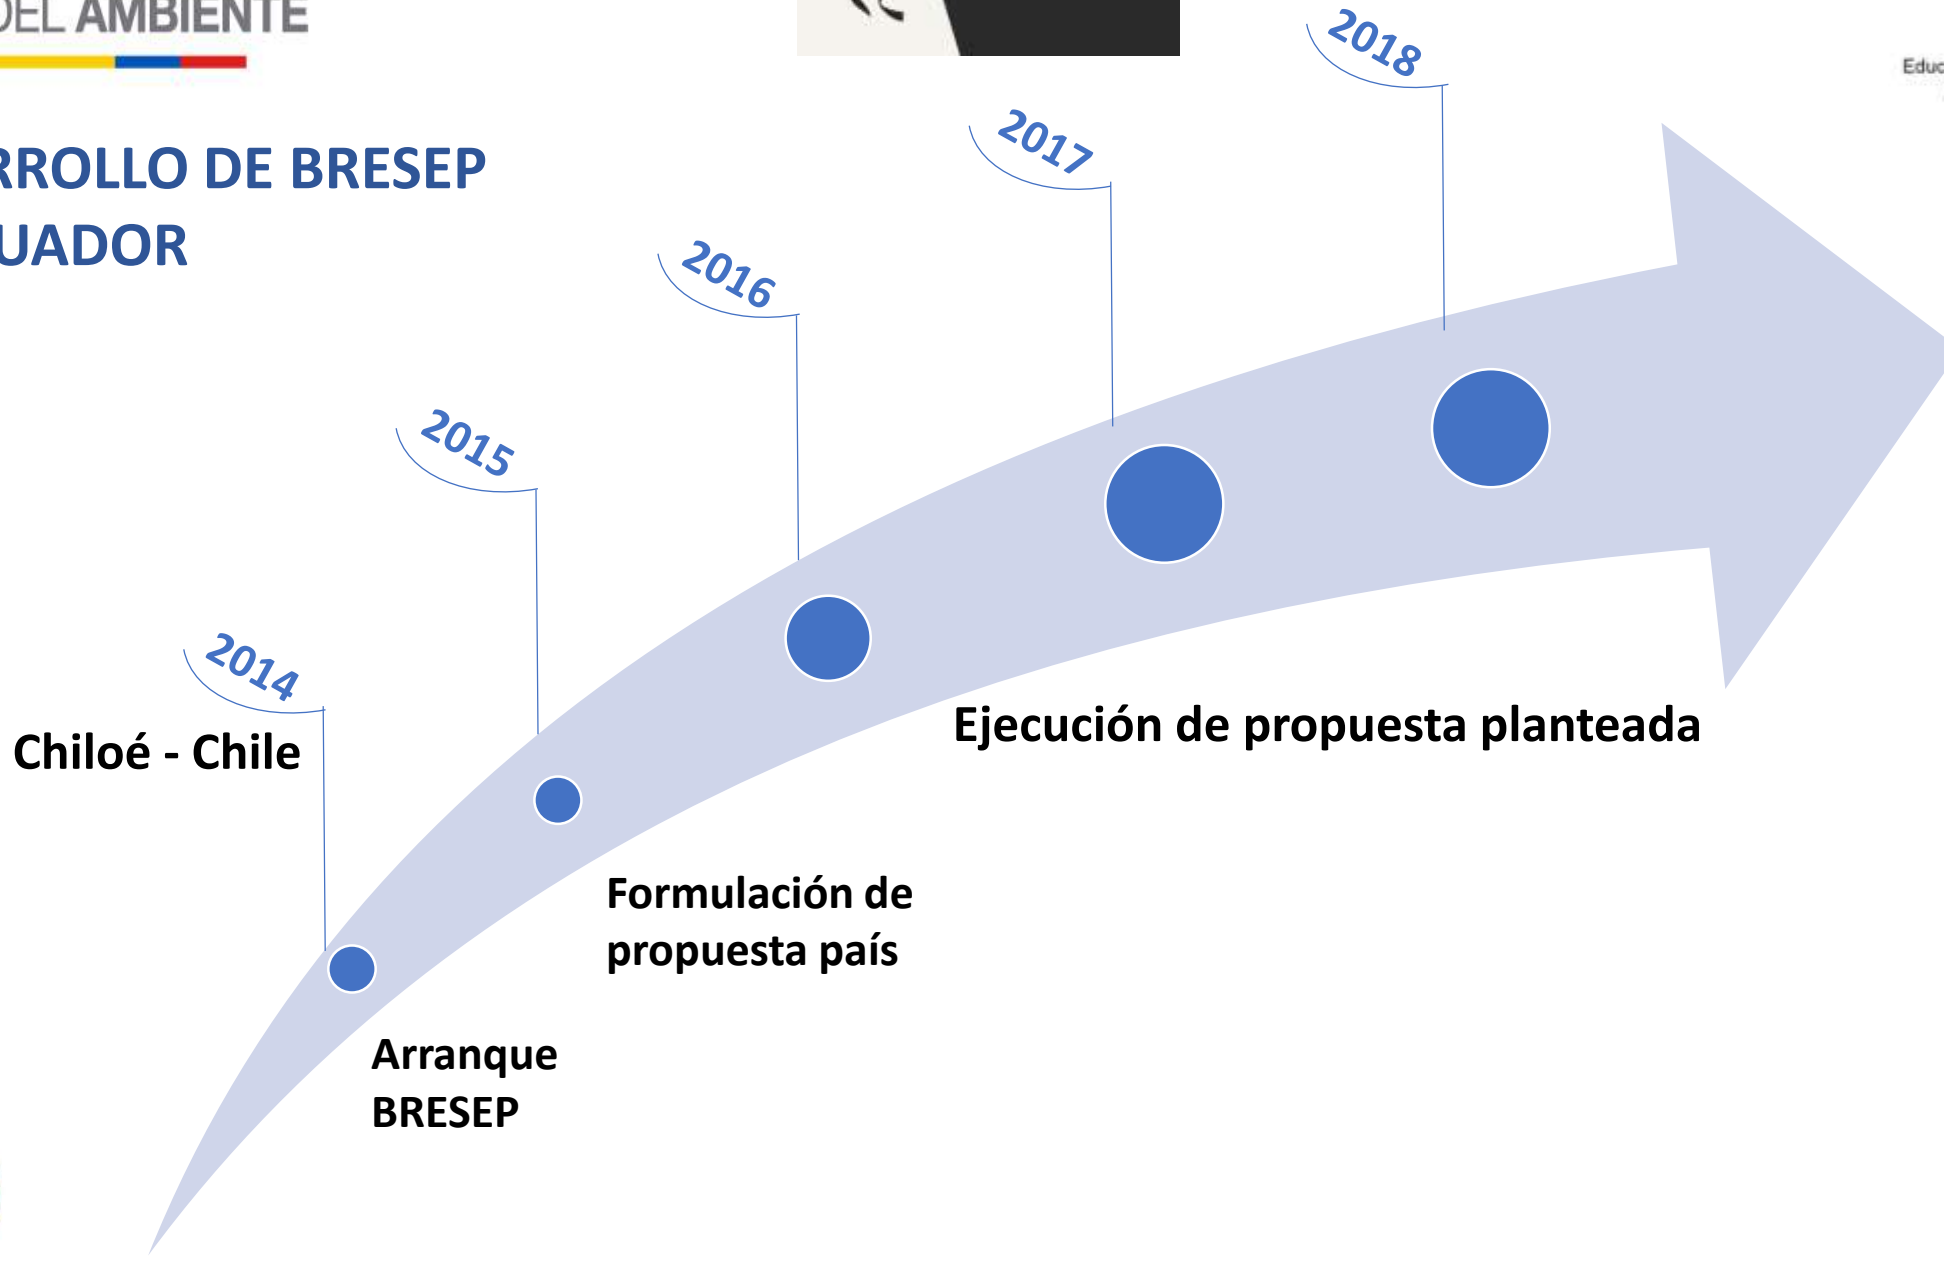 DEL AMBIENTE
Educ
RROLLO DE BRESEP
UADOR
2018
2017
2016
2015
2014
Chiloé - Chile
Ejecución de propuesta planteada
Formulación de
propuesta país
Arranque
BRESEP